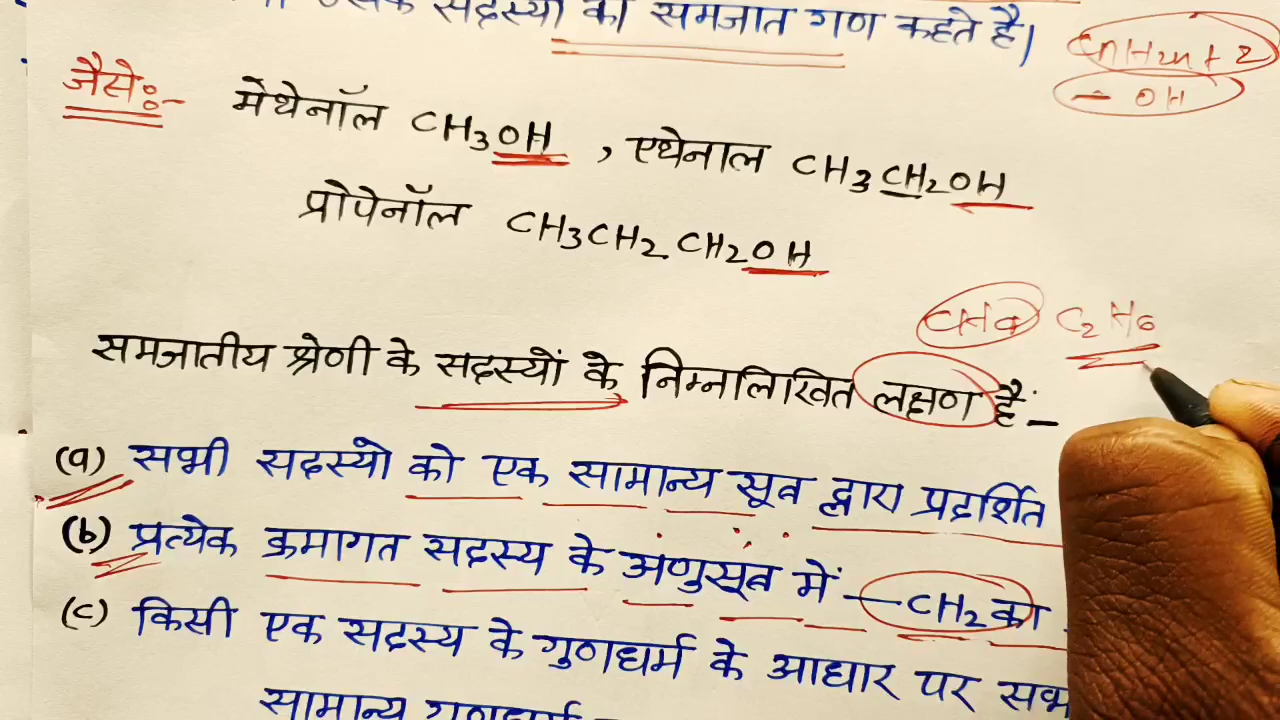 सदस्यों को समजात गण कहते है।
CnH2n+2
- OH
जैसे:-
मेथेनॉल CH3OH , एथेनाल CH3CH2OH
प्रोपेनॉल CH3CH2CH2OH
CH4 C2H6
समजातीय श्रेणी के सदस्यों के निम्नलिखित लक्षण हैं:-
(a) सभी सदस्यो को एक सामान्य सूत्र द्वारा प्रदर्शित
(b) प्रत्येक क्रमागत सदस्य के अणुसूत्र में -CH2 का
(c) किसी एक सदस्य के गुणधर्म के आधार पर
सामान्य